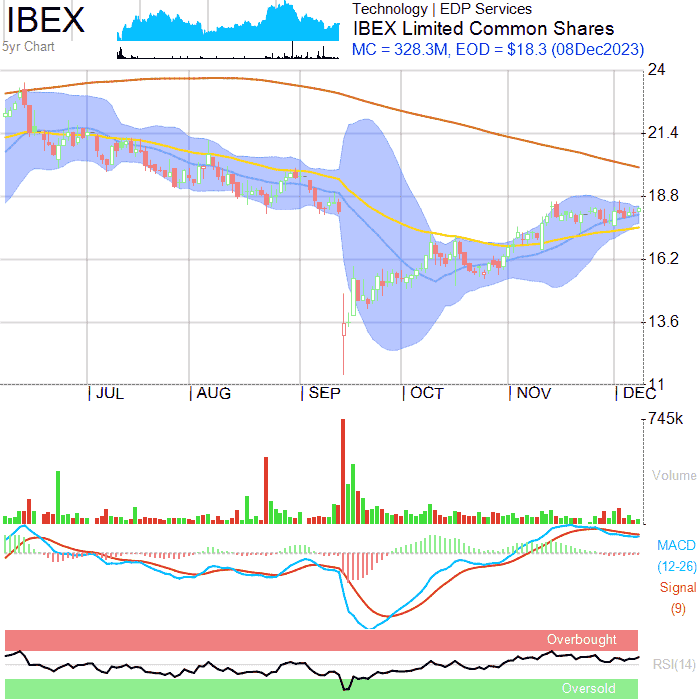 IBEX
5yr Chart
Technology | EDP Services
IBEX Limited Common Shares
MC = 328.3M, EOD = $18.3 (08Dec2023)
24
21.4
18.8
16.2
13.6
11
JUL AUG SEP OCT NOV DEC
745k
Volume
MACD
(12-26)
Signal
(9)
Overbought
RSI(14)
Oversold